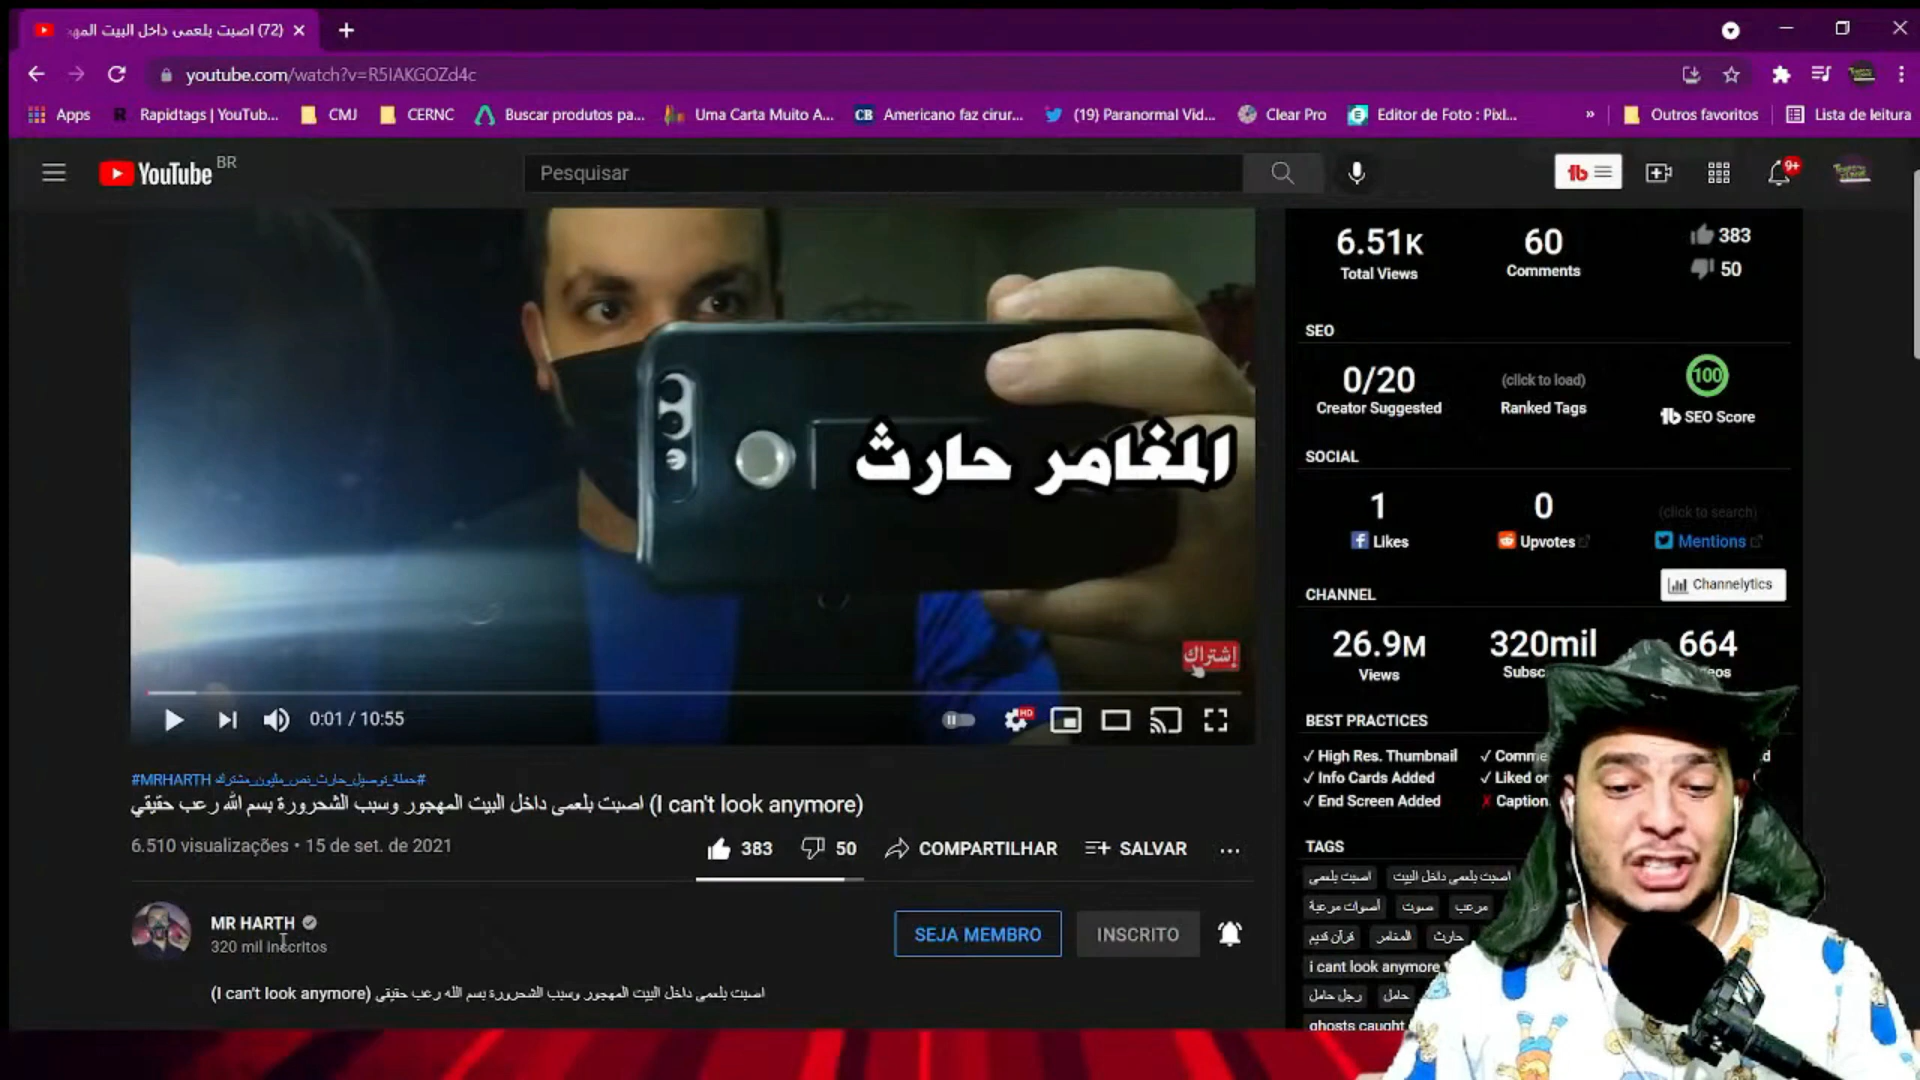 (72) اصبت بلعمى داخل البيت المهج
youtube.com/watch?v=R5IAKGOZd4c
Apps
Rapidtags | YouTub...
CMJ
CERNC
Buscar produtos pa...
Uma Carta Muito A...
CB
Americano faz cirur...
(19) Paranormal Vid...
Clear Pro
Editor de Foto : Pixl...
»
Outros favoritos
Lista de leitura
YouTube BR
Pesquisar
9+
6.51K
Total Views
60
Comments
383
50
SEO
0/20
Creator Suggested
(click to load)
Ranked Tags
100
SEO Score
SOCIAL
1
Likes
0
Upvotes
(click to search)
Mentions
CHANNEL
Channelytics
26.9M
Views
320mil
664
BEST PRACTICES
✓ High Res. Thumbnail
✓ Info Cards Added
✓ End Screen Added
TAGS
اصبت بلعمى
اصبت بلعمى داخل البيت
أصوات مرعبة
صوت
مرعب
قرآن كريم
المغامر
حارث
i cant look anymore
رجل حامل
حامل
ghosts caught
المغامر حارث
إشتراك
0:01 / 10:55
HD
#MRHARTH #حملة_توصيل_حارث_نص_مليون_مشترك
اصبت بلعمى داخل البيت المهجور وسبب الشحرورة بسم الله رعب حقيقي (I can't look anymore)
6.510 visualizações • 15 de set. de 2021
383
50
COMPARTILHAR
SALVAR
MR HARTH
320 mil inscritos
SEJA MEMBRO
INSCRITO
اصبت بلعمى داخل البيت المهجور وسبب الشحرورة بسم الله رعب حقيقي (I can't look anymore)